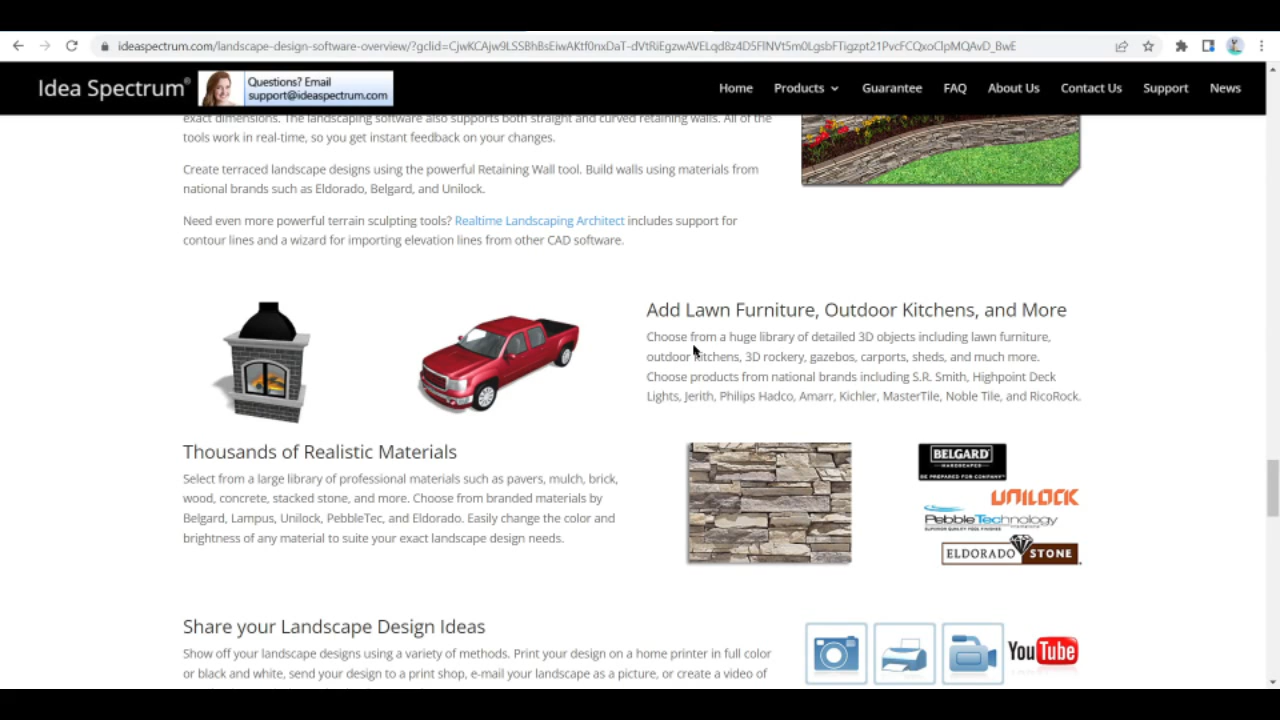 ideaspectrum.com/landscape-design-software-overview/?gclid=CjwKCAjw9LSSBhBsEiwAKtf0nxDaT-dVtRiEgzwAVELqd8z4D5FlNVt5m0LgsbFTigzpt21PvcFCQxoClpMQAvD_BwE
Idea Spectrum®
Questions? Email
support@ideaspectrum.com
Home Products Guarantee FAQ About Us Contact Us Support News
exact dimensions. The landscaping software also supports both straight and curved retaining walls. All of the
tools work in real-time, so you get instant feedback on your changes.
Create terraced landscape designs using the powerful Retaining Wall tool. Build walls using materials from
national brands such as Eldorado, Belgard, and Unilock.
Need even more powerful terrain sculpting tools? Realtime Landscaping Architect includes support for
contour lines and a wizard for importing elevation lines from other CAD software.
Add Lawn Furniture, Outdoor Kitchens, and More
Choose from a huge library of detailed 3D objects including lawn furniture,
outdoor kitchens, 3D rockery, gazebos, carports, sheds, and much more.
Choose products from national brands including S.R. Smith, Highpoint Deck
Lights, Jerith, Philips Hadco, Amarr, Kichler, MasterTile, Noble Tile, and RicoRock.
Thousands of Realistic Materials
Select from a large library of professional materials such as pavers, mulch, brick,
wood, concrete, stacked stone, and more. Choose from branded materials by
Belgard, Lampus, Unilock, PebbleTec, and Eldorado. Easily change the color and
brightness of any material to suite your exact landscape design needs.
BELGARD
HARDSCAPES
BE PREPARED FOR COMPANY
UNILOCK
PebbleTechnology
SUPERIOR QUALITY POOL FINISHES
ELDORADO STONE
Share your Landscape Design Ideas
Show off your landscape designs using a variety of methods. Print your design on a home printer in full color
or black and white, send your design to a print shop, e-mail your landscape as a picture, or create a video of
YouTube